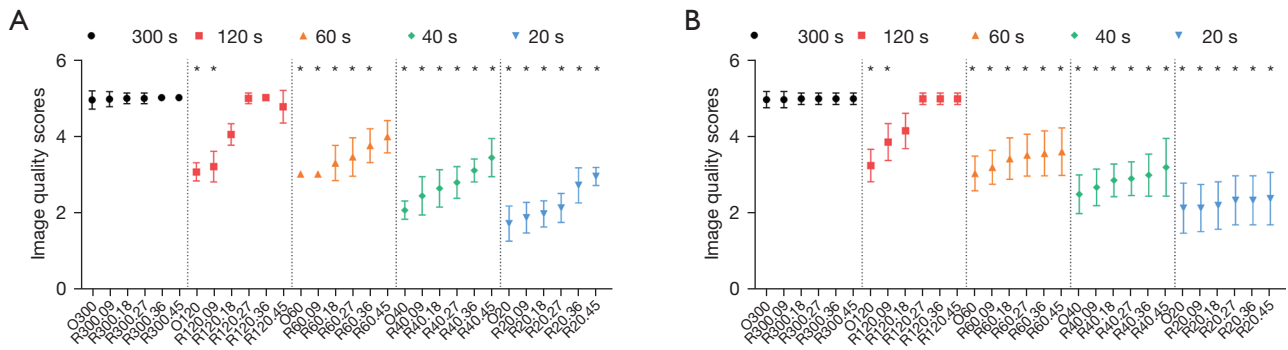 A
300 s 120 s 60 s 40 s 20 s
Image quality scores
6
4
2
0
* * * * * * * * * * * * * * * * * * *
O300
R300.09
R300.18
R300.27
R300.36
R300.45
O120
R120.09
R120.18
R120.27
R120.36
R120.45
O60
R60.09
R60.18
R60.27
R60.36
R60.45
O40
R40.09
R40.18
R40.27
R40.36
R40.45
O20
R20.09
R20.18
R20.27
R20.36
R20.45
B
300 s 120 s 60 s 40 s 20 s
Image quality scores
6
4
2
0
* * * * * * * * * * * * * * * * * * * *
O300
R300.09
R300.18
R300.27
R300.36
R300.45
O120
R120.09
R120.18
R120.27
R120.36
R120.45
O60
R60.09
R60.18
R60.27
R60.36
R60.45
O40
R40.09
R40.18
R40.27
R40.36
R40.45
O20
R20.09
R20.18
R20.27
R20.36
R20.45